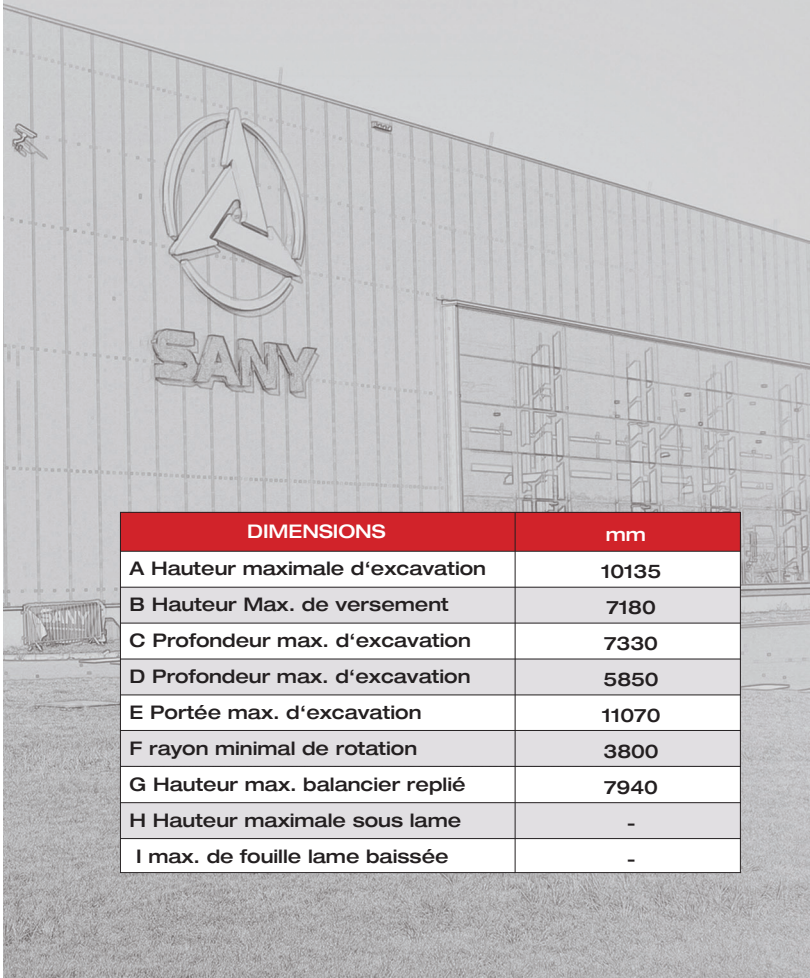 SANY
SANY
DIMENSIONS mm
A Hauteur maximale d‘excavation 10135
B Hauteur Max. de versement 7180
C Profondeur max. d‘excavation 7330
D Profondeur max. d‘excavation 5850
E Portée max. d‘excavation 11070
F rayon minimal de rotation 3800
G Hauteur max. balancier replié 7940
H Hauteur maximale sous lame -
I max. de fouille lame baissée -